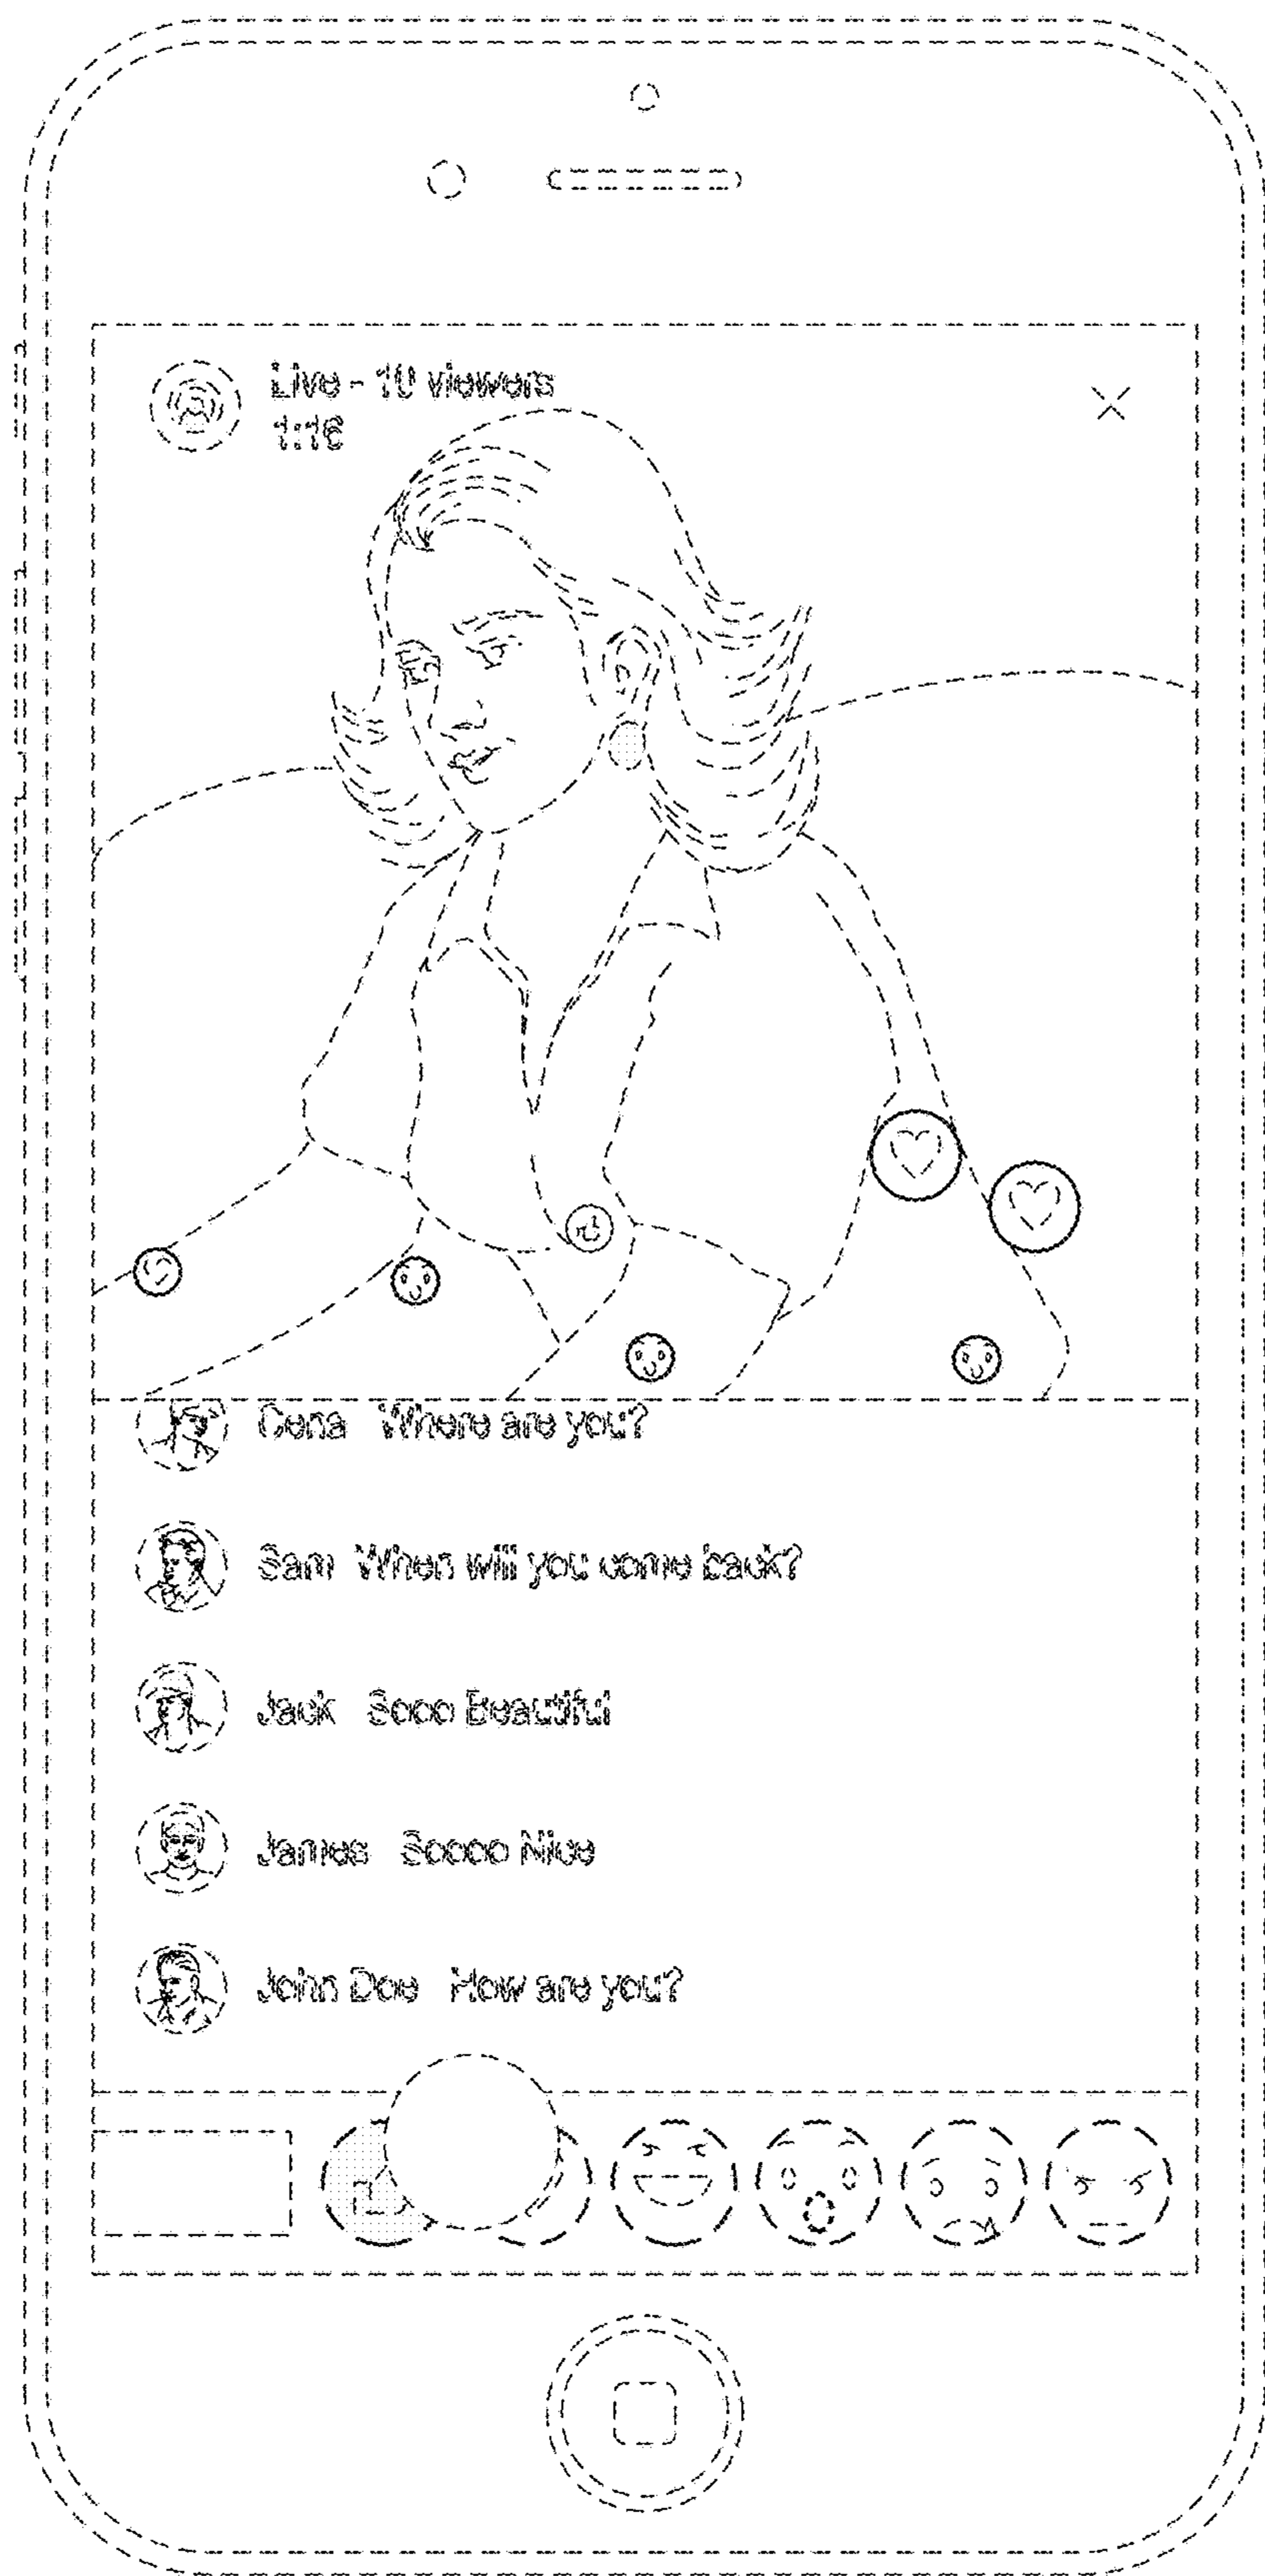 Live - 10 viewers
1:16
Cena Where are you?
Sam When will you come back?
Jack Sooo Beautiful
James Soooo Nice
John Doe How are you?